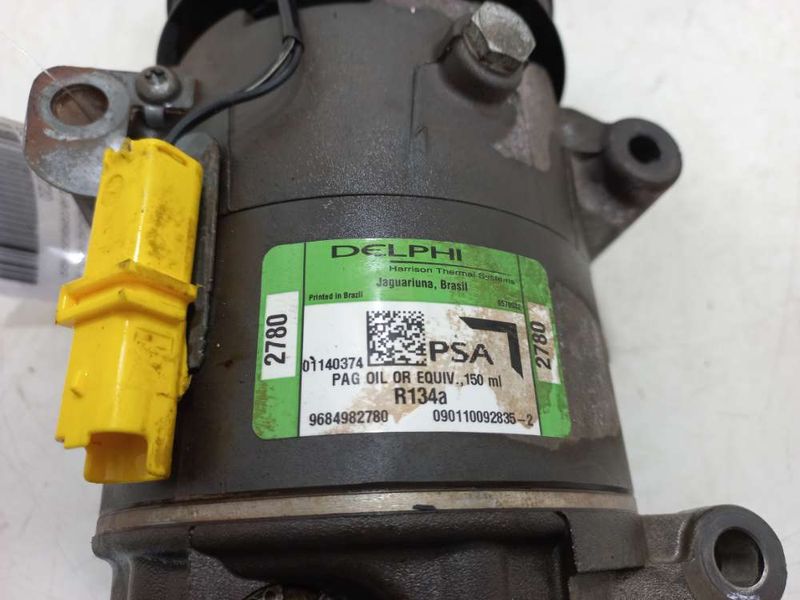 DELPHI
Harrison Thermal Systems
Jaguariuna, Brasil
Printed in Brazil
2780
01140374
PSA
2780
PAG OIL OR EQUIV.,150 ml
R134a
9684982780
090110092835-2